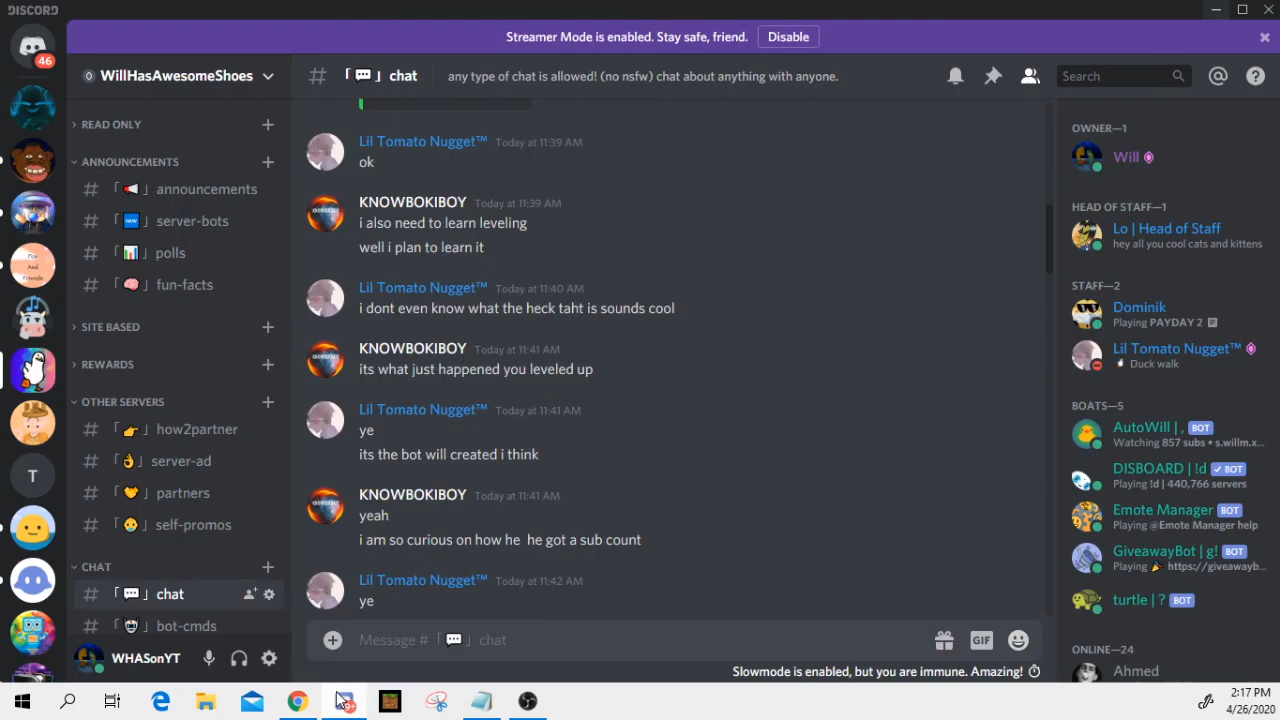 DISCORD
Streamer Mode is enabled. Stay safe, friend.
Disable
46
WillHasAwesomeShoes
「💬」 chat
any type of chat is allowed! (no nsfw) chat about anything with anyone.
Search
READ ONLY
ANNOUNCEMENTS
「📢」 announcements
「🆕」 server-bots
「📊」 polls
「🧠」 fun-facts
SITE BASED
REWARDS
OTHER SERVERS
「👉」 how2partner
「👌」 server-ad
「🤝」 partners
「😳」 self-promos
CHAT
「💬」 chat
「🤖」 bot-cmds
WHASonYT
T
Lil Tomato Nugget™ Today at 11:39 AM
ok
KNOWBOKIBOY Today at 11:39 AM
i also need to learn leveling
well i plan to learn it
Lil Tomato Nugget™ Today at 11:40 AM
i dont even know what the heck taht is sounds cool
KNOWBOKIBOY Today at 11:41 AM
its what just happened you leveled up
Lil Tomato Nugget™ Today at 11:41 AM
ye
its the bot will created i think
KNOWBOKIBOY Today at 11:41 AM
yeah
i am so curious on how he  he got a sub count
Lil Tomato Nugget™ Today at 11:42 AM
ye
Message # 「💬」 chat
GIF
Slowmode is enabled, but you are immune. Amazing!
OWNER—1
Will
HEAD OF STAFF—1
Lo | Head of Staff
hey all you cool cats and kittens
STAFF—2
Dominik
Playing PAYDAY 2
Lil Tomato Nugget™
Duck walk
BOATS—5
AutoWill | , BOT
Watching 857 subs • s.willm.x...
DISBOARD | !d ✓ BOT
Playing !d | 440,766 servers
Emote Manager BOT
Playing @Emote Manager help
GiveawayBot | g! BOT
Playing 🎉 https://giveawayb...
turtle | ? BOT
ONLINE—24
Ahmed
2:17 PM
4/26/2020